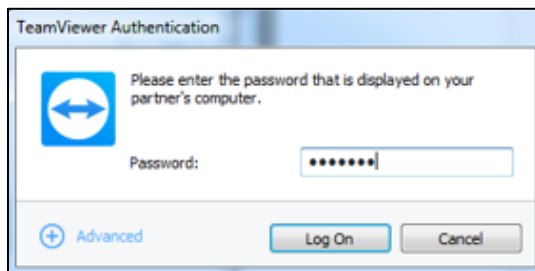 TeamViewer Authentication
Please enter the password that is displayed on your
partner's computer.
Password: •••••••
Advanced
Log On
Cancel